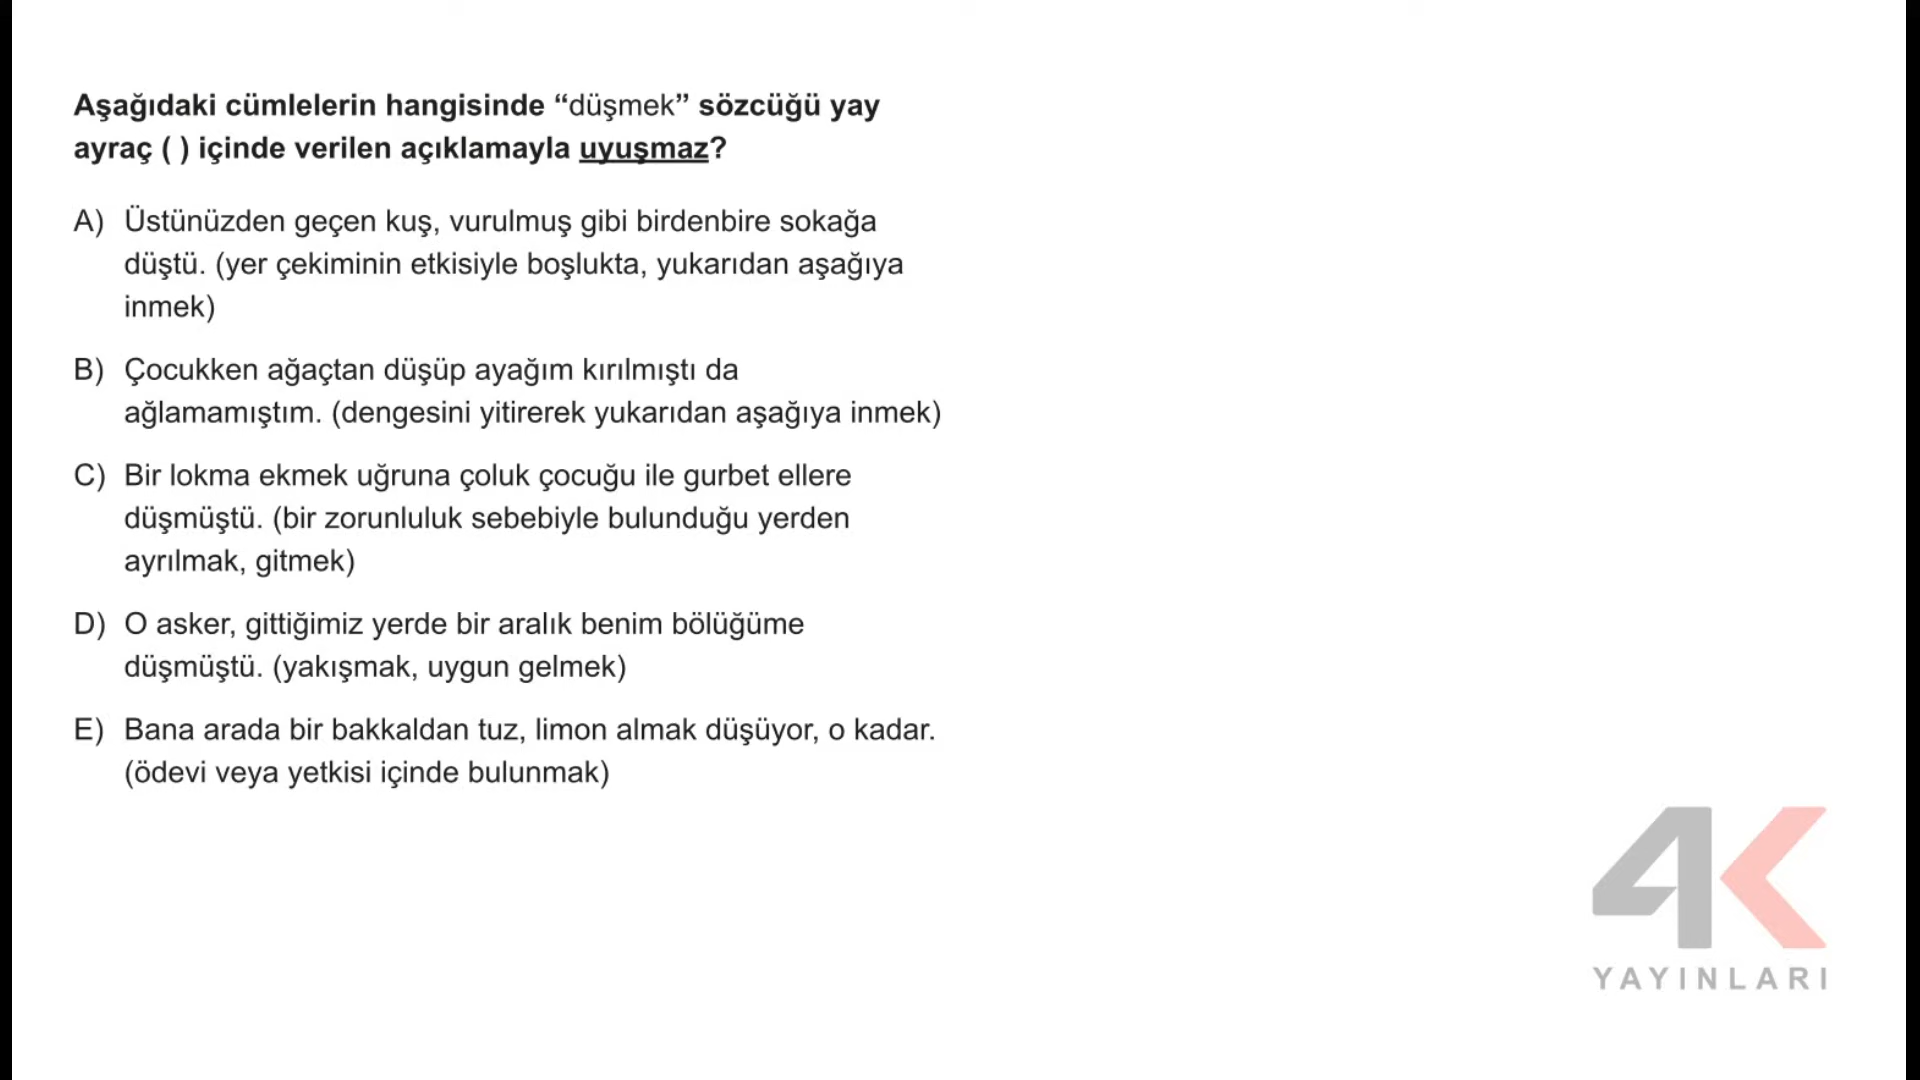 Aşağıdaki cümlelerin hangisinde “düşmek” sözcüğü yay
ayraç ( ) içinde verilen açıklamayla uyuşmaz?
A) Üstünüzden geçen kuş, vurulmuş gibi birdenbire sokağa
düştü. (yer çekiminin etkisiyle boşlukta, yukarıdan aşağıya
inmek)
B) Çocukken ağaçtan düşüp ayağım kırılmıştı da
ağlamamıştım. (dengesini yitirerek yukarıdan aşağıya inmek)
C) Bir lokma ekmek uğruna çoluk çocuğu ile gurbet ellere
düşmüştü. (bir zorunluluk sebebiyle bulunduğu yerden
ayrılmak, gitmek)
D) O asker, gittiğimiz yerde bir aralık benim bölüğüme
düşmüştü. (yakışmak, uygun gelmek)
E) Bana arada bir bakkaldan tuz, limon almak düşüyor, o kadar.
(ödevi veya yetkisi içinde bulunmak)
4K
YAYINLARI